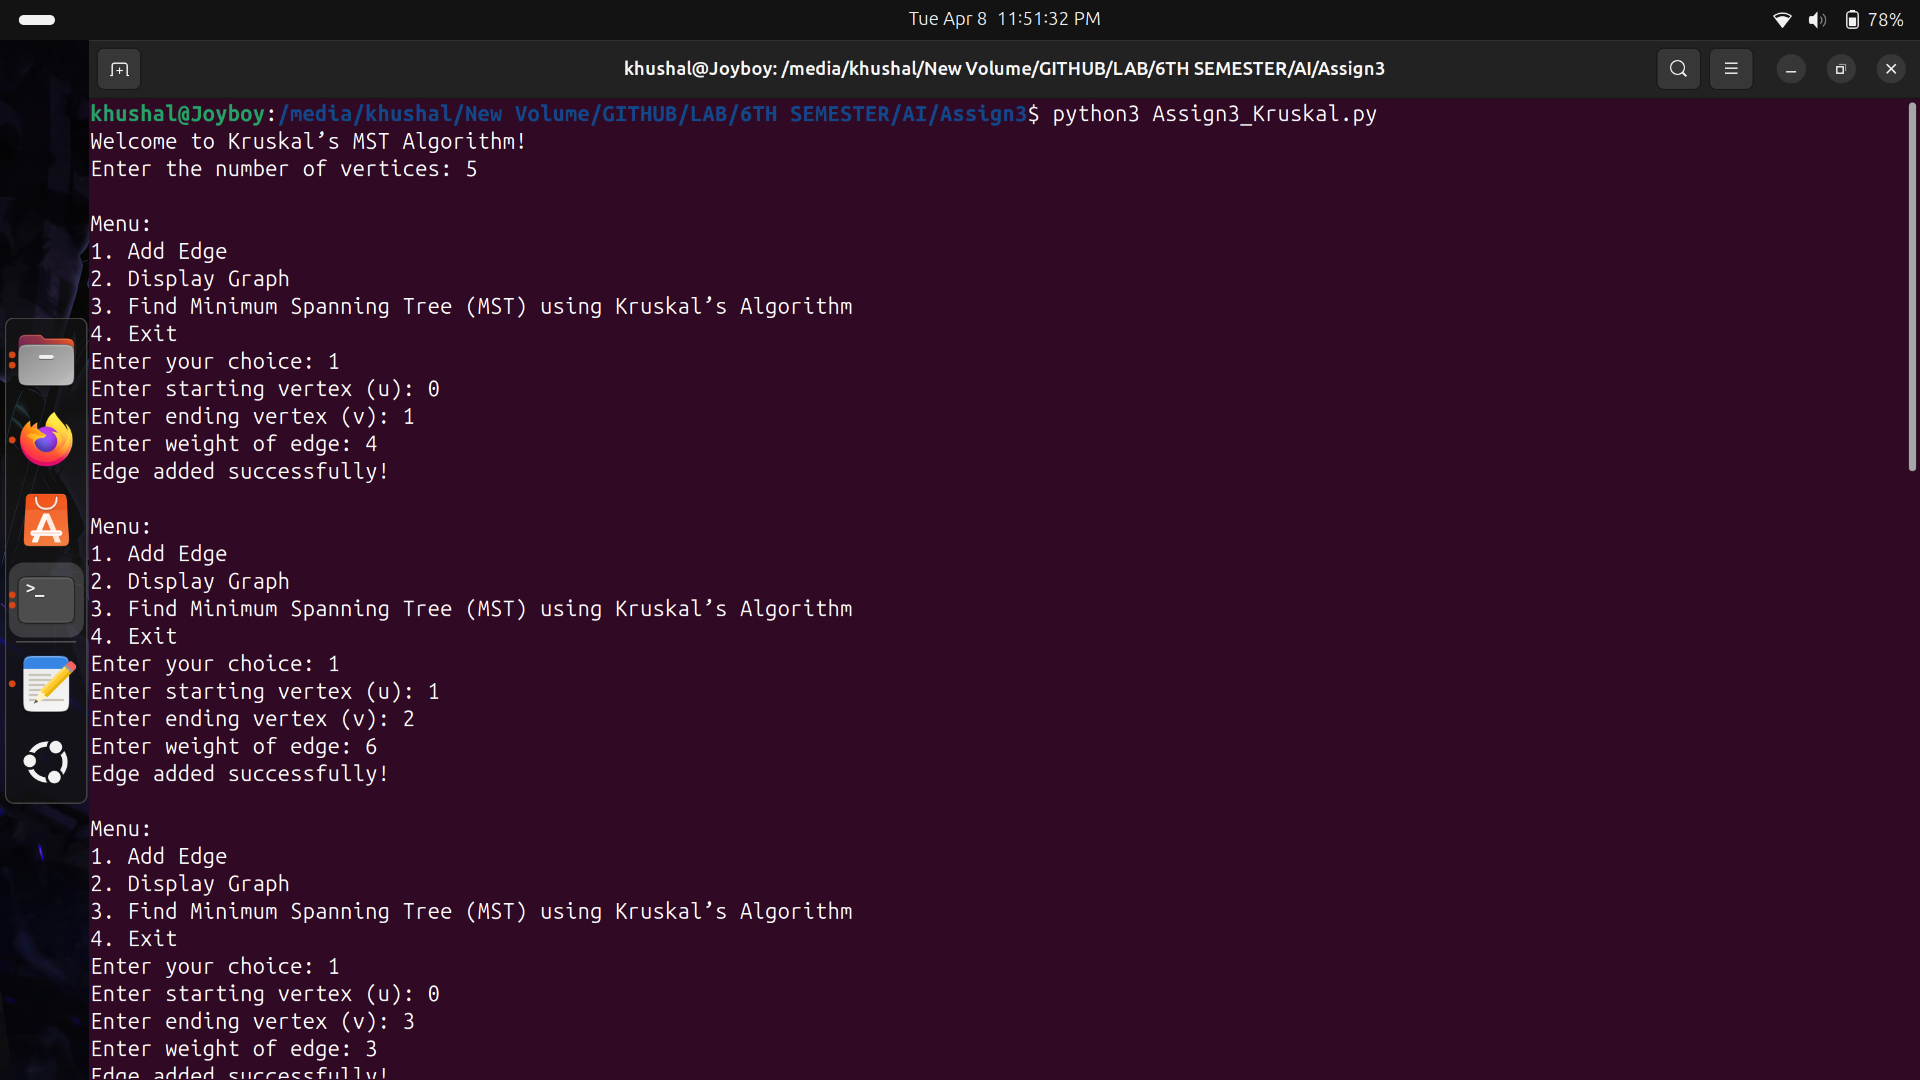 Tue Apr 8 11:51:32 PM
78%
khushal@Joyboy: /media/khushal/New Volume/GITHUB/LAB/6TH SEMESTER/AI/Assign3
khushal@Joyboy:/media/khushal/New Volume/GITHUB/LAB/6TH SEMESTER/AI/Assign3$ python3 Assign3_Kruskal.py
Welcome to Kruskal’s MST Algorithm!
Enter the number of vertices: 5
Menu:
1. Add Edge
2. Display Graph
3. Find Minimum Spanning Tree (MST) using Kruskal’s Algorithm
4. Exit
Enter your choice: 1
Enter starting vertex (u): 0
Enter ending vertex (v): 1
Enter weight of edge: 4
Edge added successfully!
Menu:
1. Add Edge
2. Display Graph
3. Find Minimum Spanning Tree (MST) using Kruskal’s Algorithm
4. Exit
Enter your choice: 1
Enter starting vertex (u): 1
Enter ending vertex (v): 2
Enter weight of edge: 6
Edge added successfully!
Menu:
1. Add Edge
2. Display Graph
3. Find Minimum Spanning Tree (MST) using Kruskal’s Algorithm
4. Exit
Enter your choice: 1
Enter starting vertex (u): 0
Enter ending vertex (v): 3
Enter weight of edge: 3
Edge added successfully!